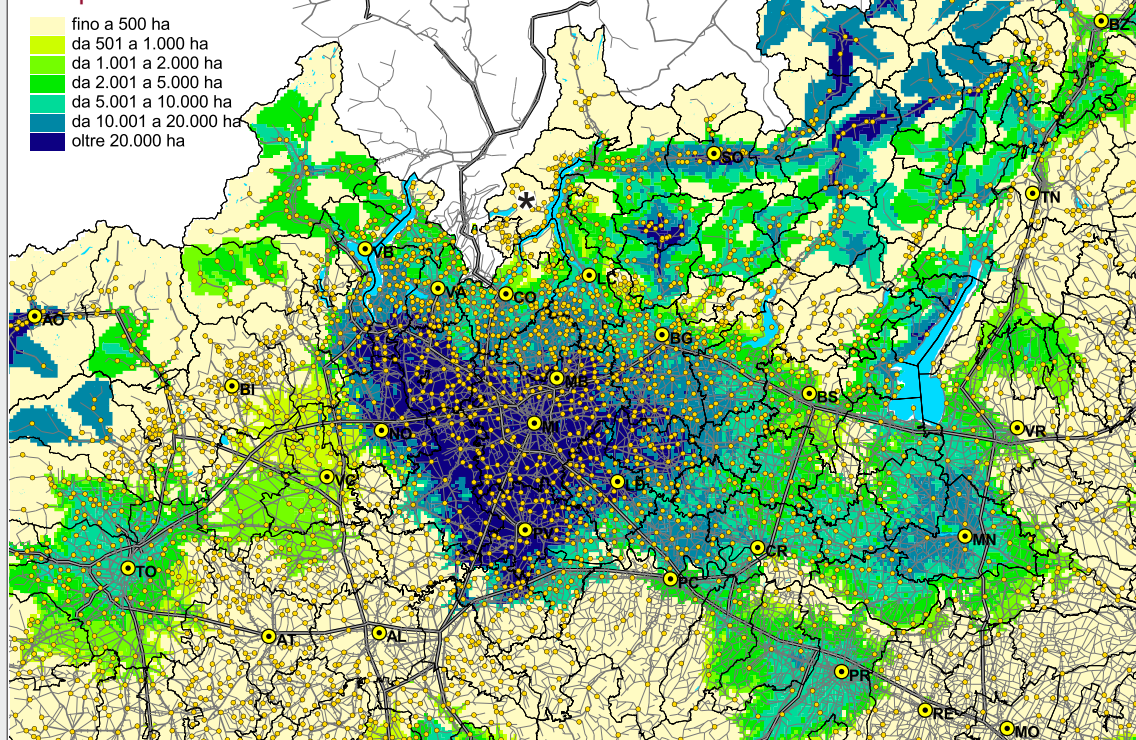 fino a 500 ha
da 501 a 1.000 ha
da 1.001 a 2.000 ha
da 2.001 a 5.000 ha
da 5.001 a 10.000 ha
da 10.001 a 20.000 ha
oltre 20.000 ha
BZ
SO
TN
*
VB
VA
CO
AO
BG
MB
BI
BS
NO
MI
VR
VC
PV
MN
CR
TO
PC
AT
AL
PR
RE
MO